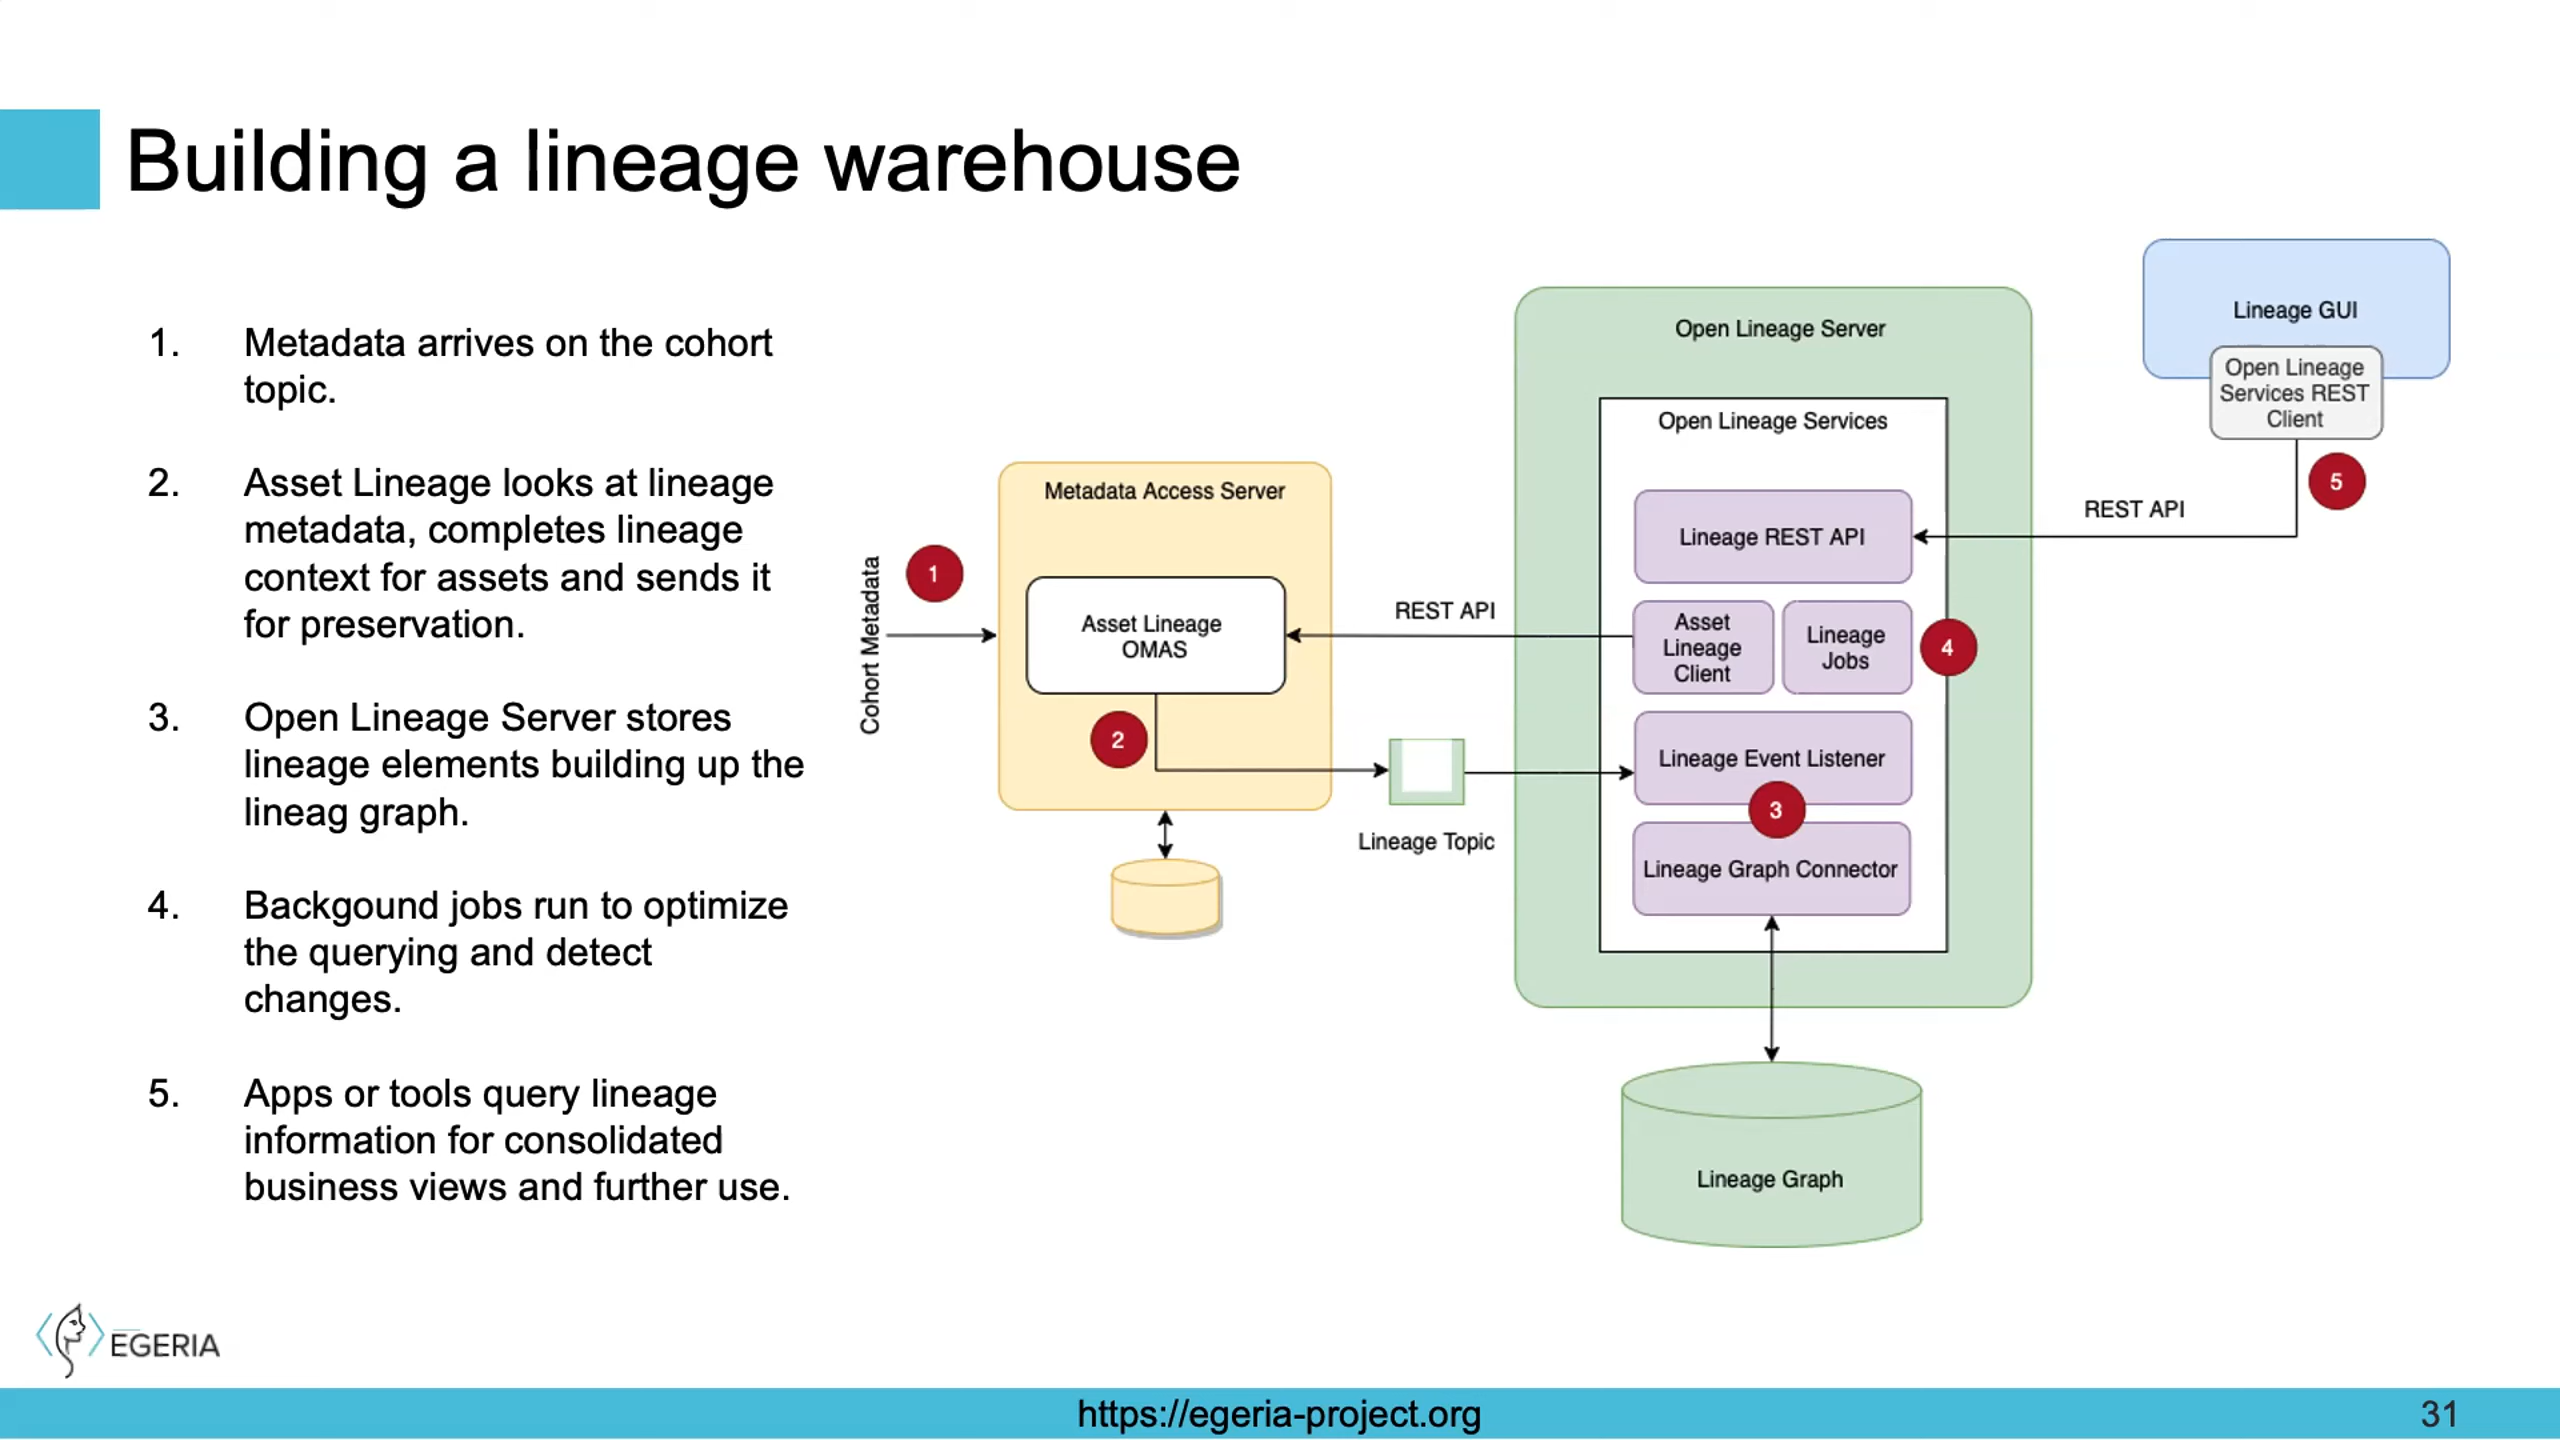 Building a lineage warehouse
1. Metadata arrives on the cohort
topic.
2. Asset Lineage looks at lineage
metadata, completes lineage
context for assets and sends it
for preservation.
3. Open Lineage Server stores
lineage elements building up the
lineag graph.
4. Backgound jobs run to optimize
the querying and detect
changes.
5. Apps or tools query lineage
information for consolidated
business views and further use.
Cohort Metadata
1
Metadata Access Server
Asset Lineage
OMAS
2
REST API
Lineage Topic
Open Lineage Server
Open Lineage Services
Lineage REST API
Asset
Lineage
Client
Lineage
Jobs
4
Lineage Event Listener
3
Lineage Graph Connector
Lineage Graph
Lineage GUI
Open Lineage
Services REST
Client
5
REST API
EGERIA
https://egeria-project.org
31